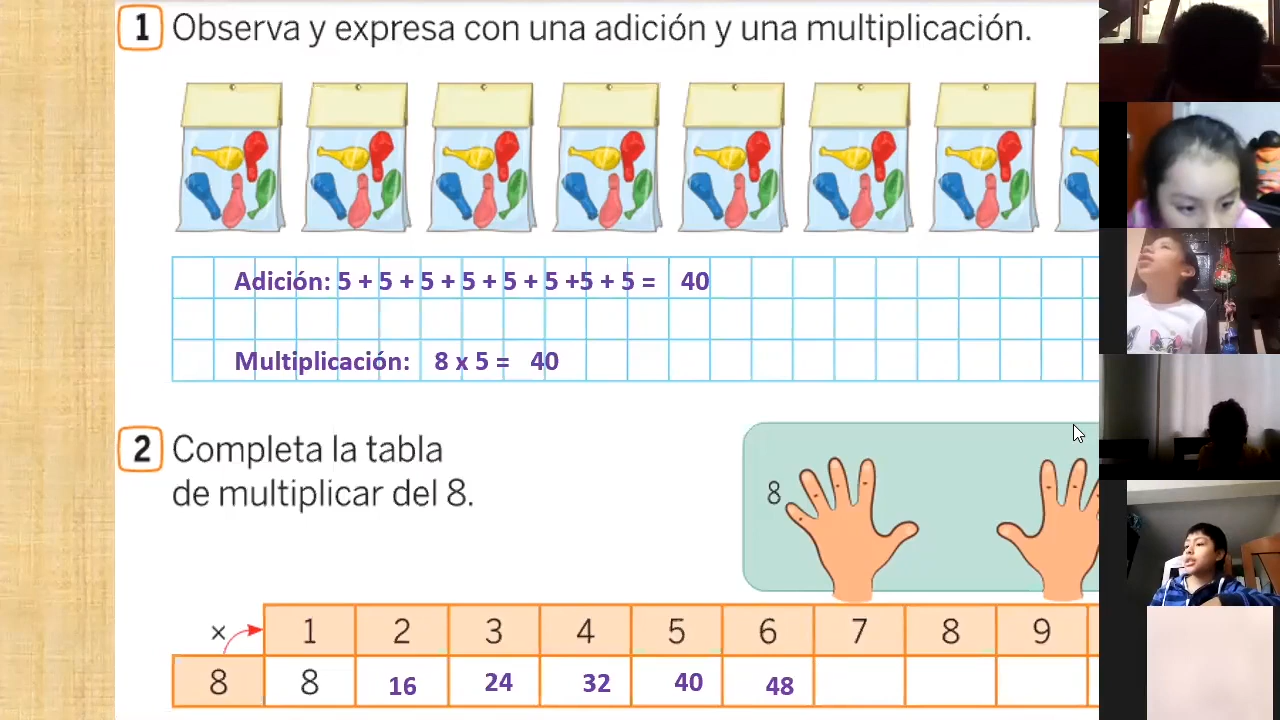 1 Observa y expresa con una adición y una multiplicación.
Adición: 5 + 5 + 5 + 5 + 5 + 5 +5 + 5 = 40
Multiplicación: 8 x 5 = 40
2 Completa la tabla
de multiplicar del 8.
8
× 1 2 3 4 5 6 7 8 9
8 8 16 24 32 40 48